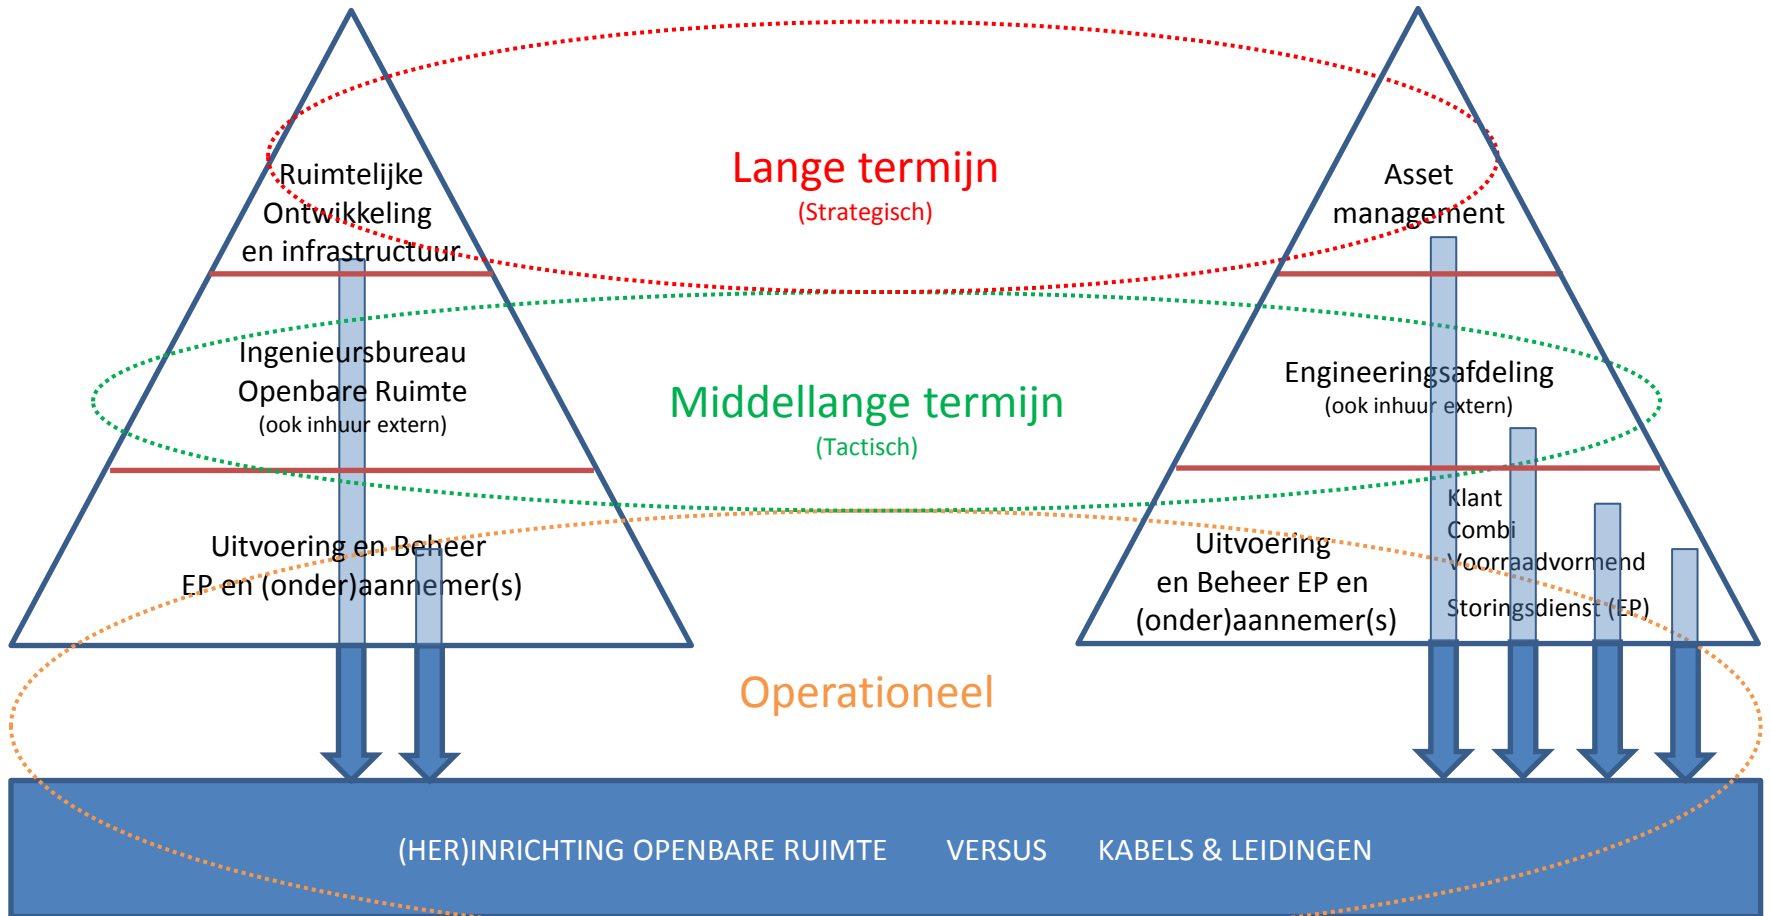 Ruimtelijke
Ontwikkeling
en infrastructuur
Ingenieursbureau
Openbare Ruimte
(ook inhuur extern)
Uitvoering en Beheer
EP en (onder)aannemer(s)
Lange termijn
(Strategisch)
Middellange termijn
(Tactisch)
Operationeel
Asset
management
Engineeringsafdeling
(ook inhuur extern)
Uitvoering
en Beheer EP en
(onder)aannemer(s)
Klant
Combi
Voorraadvormend
Storingsdienst (EP)
(HER)INRICHTING OPENBARE RUIMTE VERSUS KABELS & LEIDINGEN